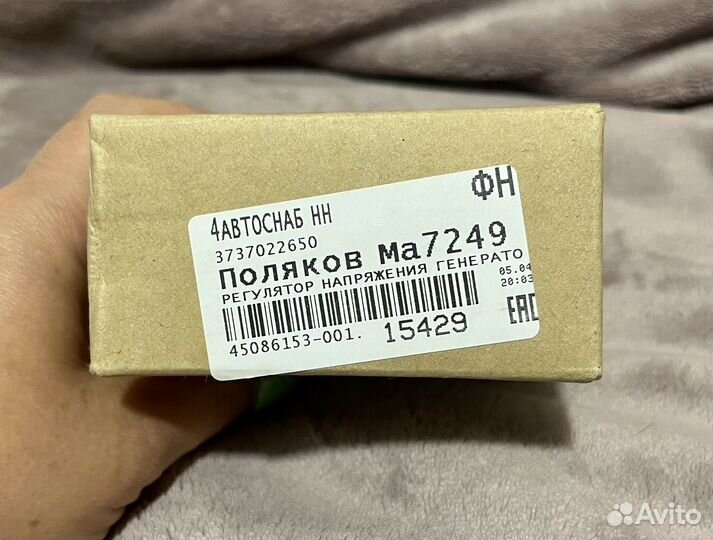 ФН
4АВТОСНАБ НН
3737022650
Поляков Ма7249
РЕГУЛЯТОР НАПРЯЖЕНИЯ ГЕНЕРАТО
05.04
20:03
45086153-001. 15429
EAC
Avito